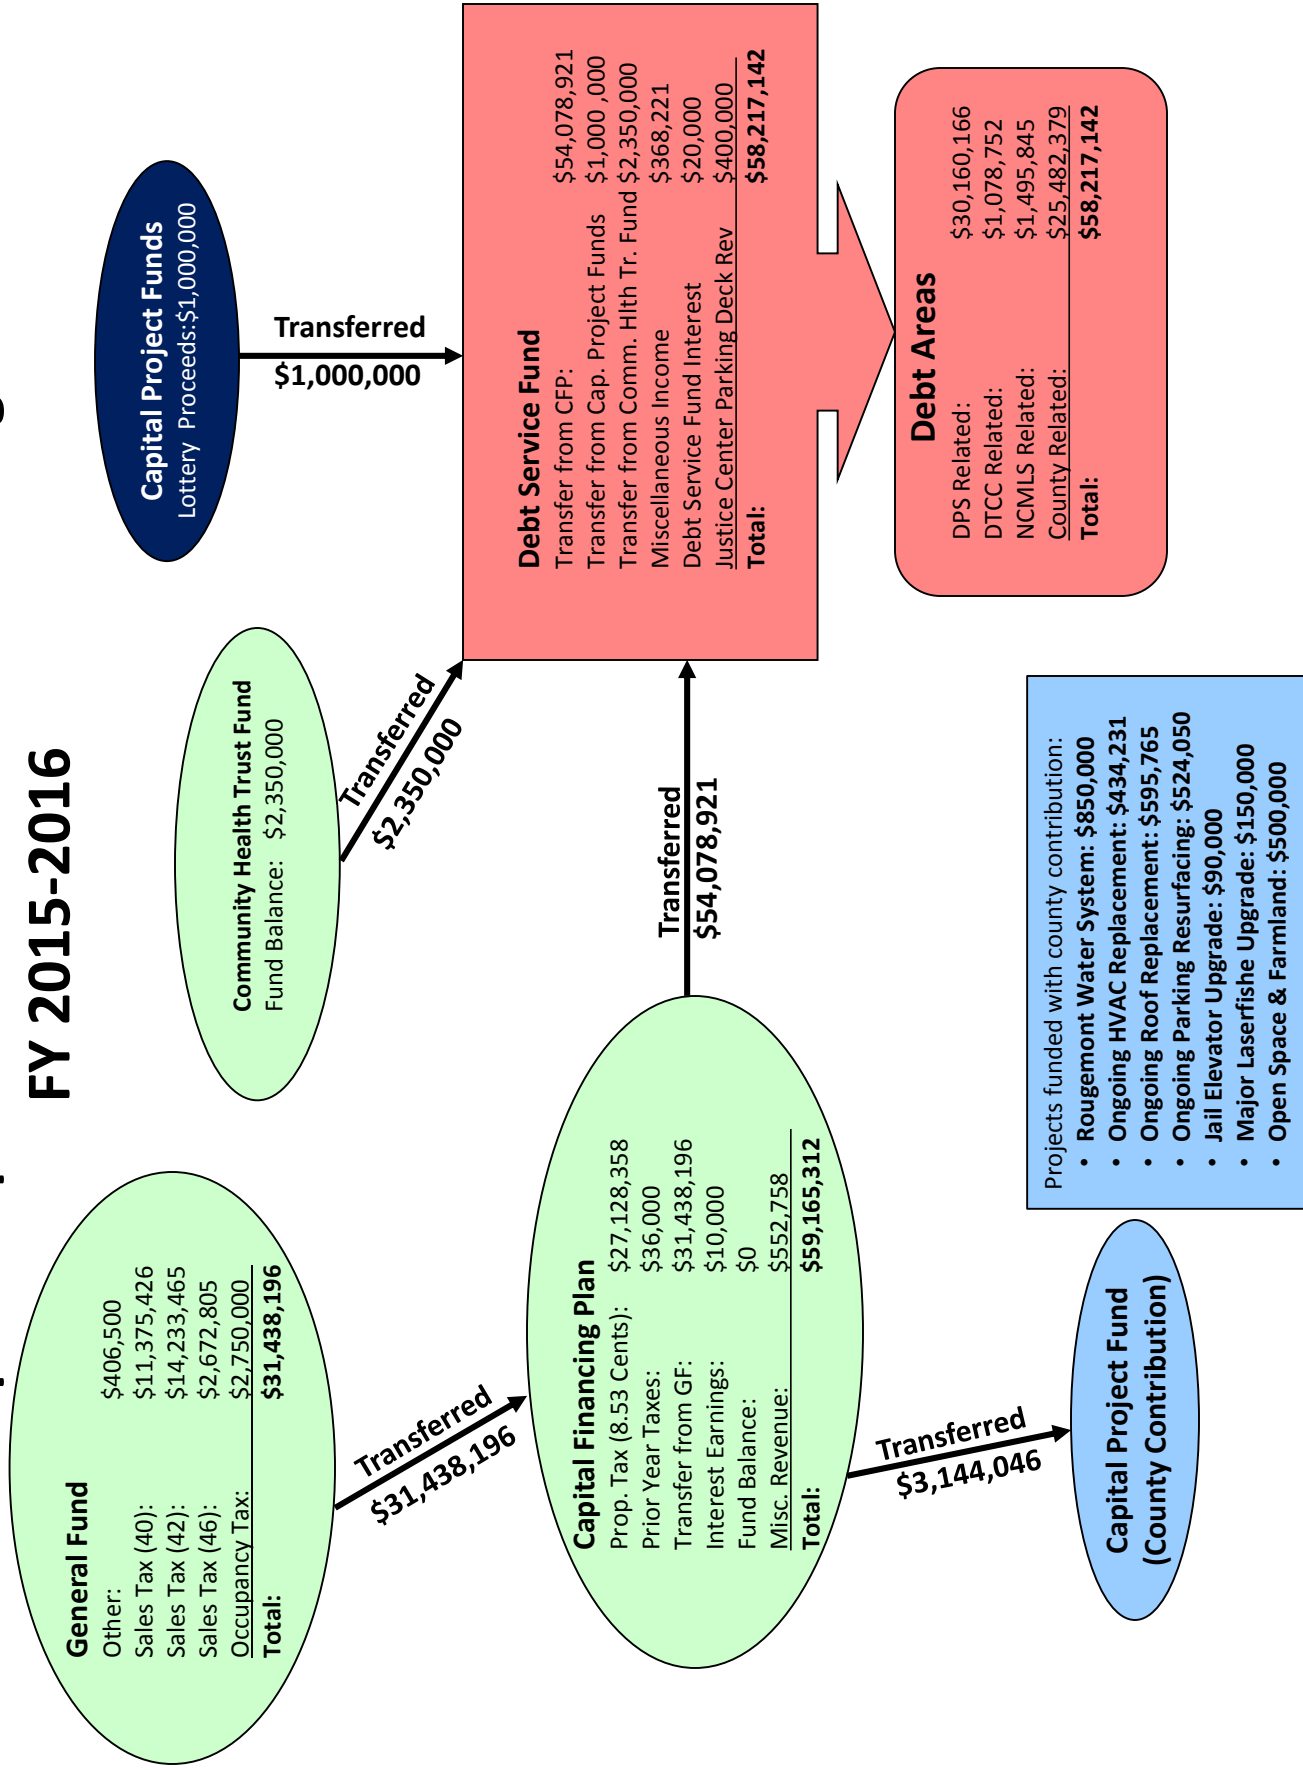 FY 2015-2016
General Fund
Other: $406,500
Sales Tax (40): $11,375,426
Sales Tax (42): $14,233,465
Sales Tax (46): $2,672,805
Occupancy Tax: $2,750,000
Total: $31,438,196
Community Health Trust Fund
Fund Balance: $2,350,000
Capital Project Funds
Lottery Proceeds:$1,000,000
Transferred
$31,438,196
Transferred
$2,350,000
Transferred
$1,000,000
Capital Financing Plan
Prop. Tax (8.53 Cents): $27,128,358
Prior Year Taxes: $36,000
Transfer from GF: $31,438,196
Interest Earnings: $10,000
Fund Balance: $0
Misc. Revenue: $552,758
Total: $59,165,312
Transferred
$54,078,921
Debt Service Fund
Transfer from CFP: $54,078,921
Transfer from Cap. Project Funds $1,000 ,000
Transfer from Comm. Hlth Tr. Fund $2,350,000
Miscellaneous Income $368,221
Debt Service Fund Interest $20,000
Justice Center Parking Deck Rev $400,000
Total: $58,217,142
Transferred
$3,144,046
Debt Areas
DPS Related: $30,160,166
DTCC Related: $1,078,752
NCMLS Related: $1,495,845
County Related: $25,482,379
Total: $58,217,142
Capital Project Fund
(County Contribution)
Projects funded with county contribution:
• Rougemont Water System: $850,000
• Ongoing HVAC Replacement: $434,231
• Ongoing Roof Replacement: $595,765
• Ongoing Parking Resurfacing: $524,050
• Jail Elevator Upgrade: $90,000
• Major Laserfishe Upgrade: $150,000
• Open Space & Farmland: $500,000